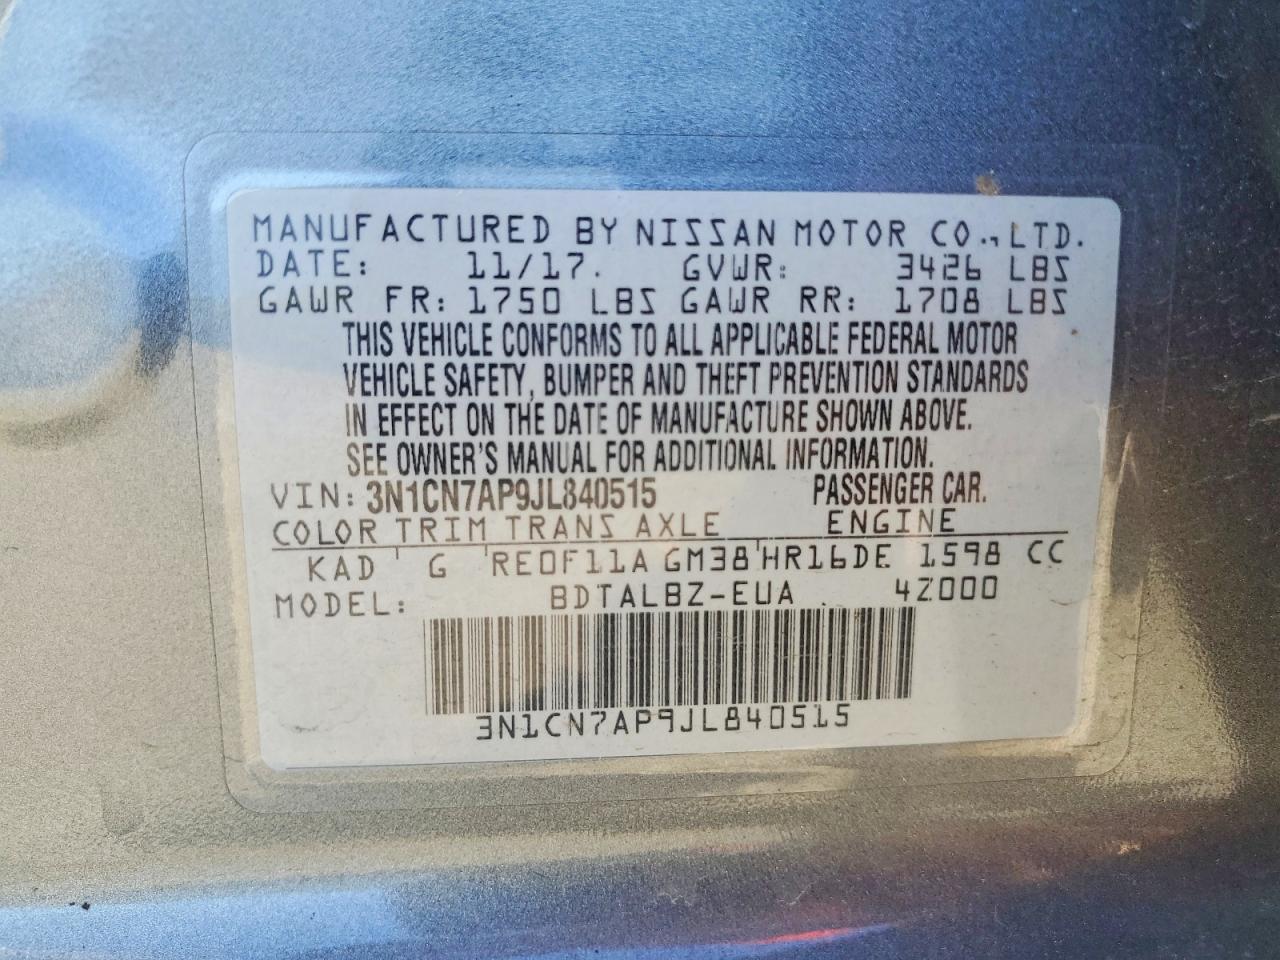 MANUFACTURED BY NISSAN MOTOR CO., LTD.
DATE: 11/17. GVWR: 3426 LBS
GAWR FR: 1750 LBS GAWR RR: 1708 LBS
THIS VEHICLE CONFORMS TO ALL APPLICABLE FEDERAL MOTOR
VEHICLE SAFETY, BUMPER AND THEFT PREVENTION STANDARDS
IN EFFECT ON THE DATE OF MANUFACTURE SHOWN ABOVE.
SEE OWNER'S MANUAL FOR ADDITIONAL INFORMATION.
VIN: 3N1CN7AP9JL840515 PASSENGER CAR.
COLOR TRIM TRANS AXLE ENGINE
KAD G RE0F11A GM38 HR16DE 1598 CC
MODEL: BDTALBZ-EUA 4Z000
3N1CN7AP9JL840515